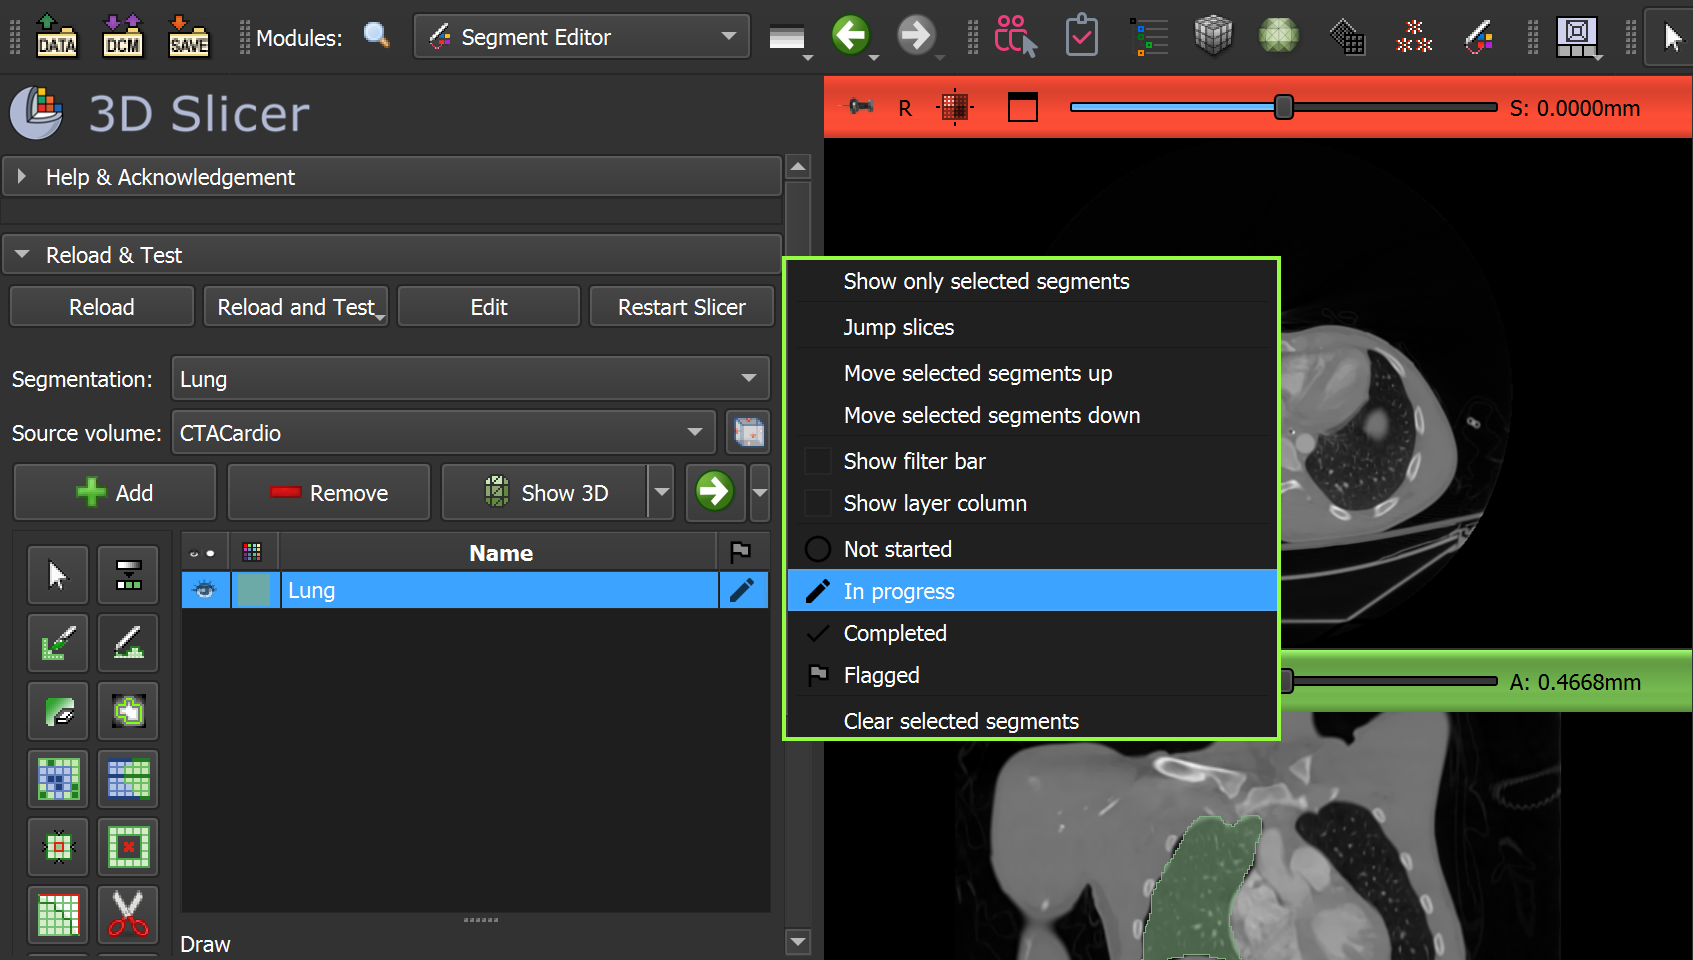 DATA
DCM
SAVE
Modules:
Segment Editor
3D Slicer
R
S: 0.0000mm
Help & Acknowledgement
Reload & Test
Reload
Reload and Test
Edit
Restart Slicer
Segmentation:
Lung
Source volume:
CTACardio
Add
Remove
Show 3D
Name
Lung
Draw
Show only selected segments
Jump slices
Move selected segments up
Move selected segments down
Show filter bar
Show layer column
Not started
In progress
Completed
Flagged
Clear selected segments
A: 0.4668mm